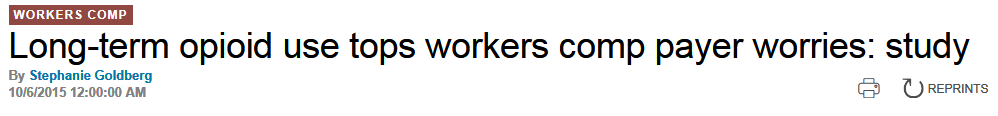 WORKERS COMP
Long-term opioid use tops workers comp payer worries: study
By Stephanie Goldberg
10/6/2015 12:00:00 AM
REPRINTS